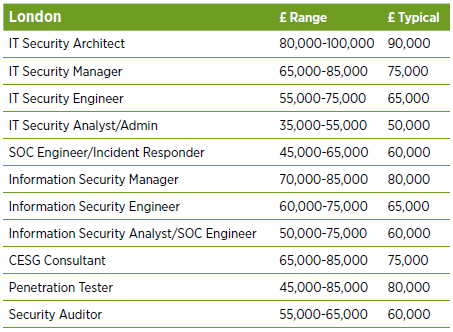 London £ Range £ Typical
IT Security Architect 80,000-100,000 90,000
IT Security Manager 65,000-85,000 75,000
IT Security Engineer 55,000-75,000 65,000
IT Security Analyst/Admin 35,000-55,000 50,000
SOC Engineer/Incident Responder 45,000-65,000 60,000
Information Security Manager 70,000-85,000 80,000
Information Security Engineer 60,000-75,000 65,000
Information Security Analyst/SOC Engineer 50,000-75,000 60,000
CESG Consultant 65,000-85,000 75,000
Penetration Tester 45,000-85,000 80,000
Security Auditor 55,000-65,000 60,000